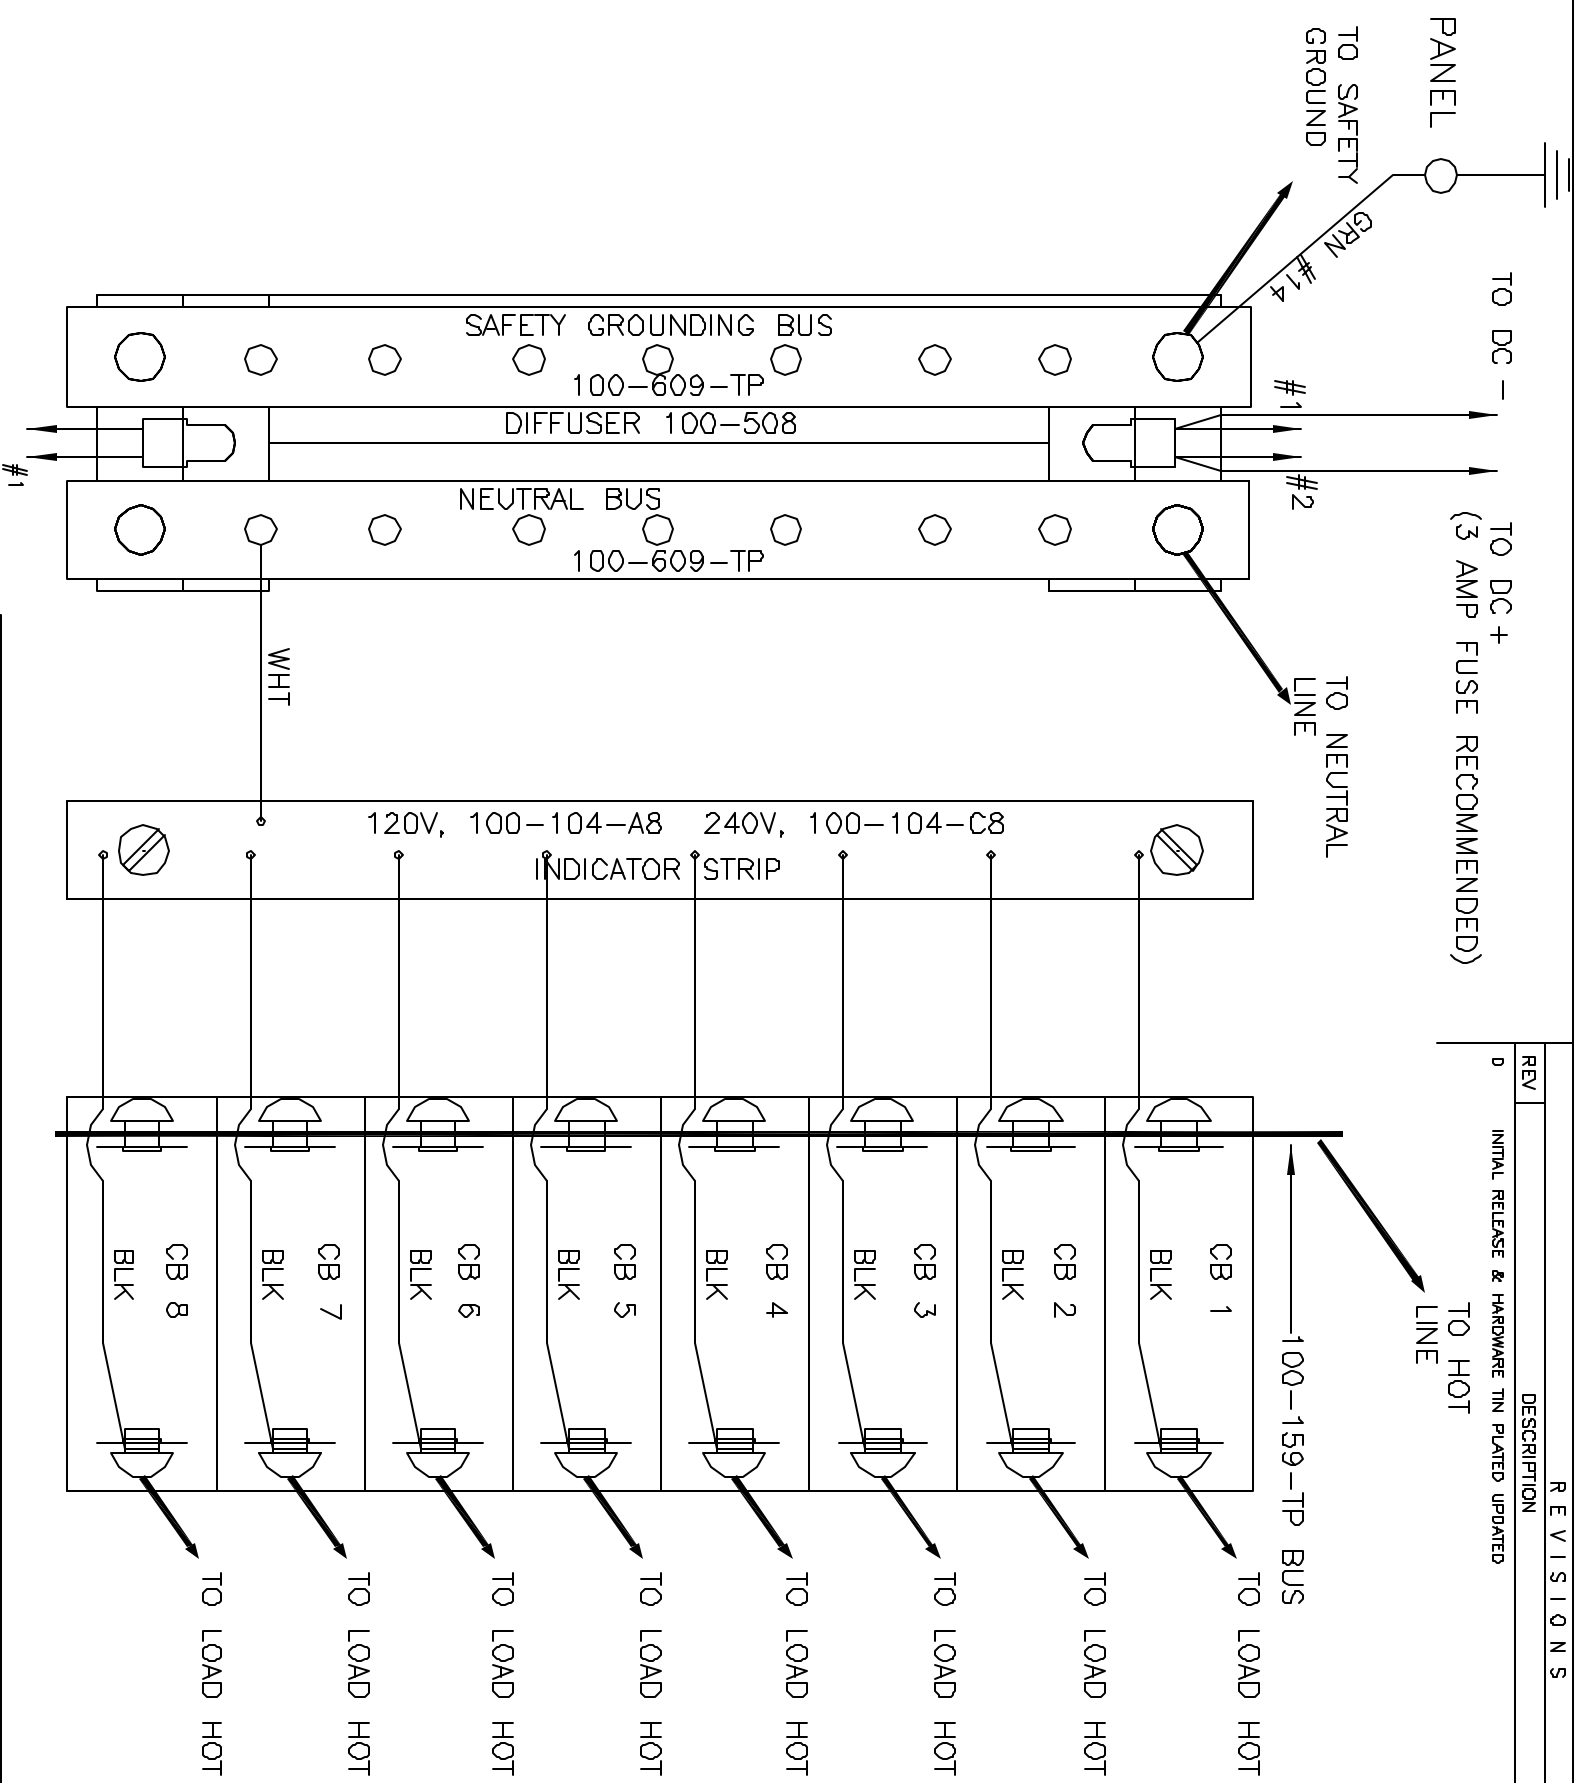 PANEL
TO SAFETY
GROUND
GRN #14
TO DC -
TO DC +
(3 AMP FUSE RECOMMENDED)
#1
#2
#1
SAFETY GROUNDING BUS
100-609-TP
DIFFUSER 100-508
NEUTRAL BUS
100-609-TP
TO NEUTRAL
LINE
WHT
120V, 100-104-A8 240V, 100-104-C8
INDICATOR STRIP
REVISIONS
REV
DESCRIPTION
D
INITIAL RELEASE & HARDWARE TIN PLATED UPDATED
TO HOT
LINE
100-159-TP BUS
CB 1
BLK
CB 2
BLK
CB 3
BLK
CB 4
BLK
CB 5
BLK
CB 6
BLK
CB 7
BLK
CB 8
BLK
TO LOAD HOT
TO LOAD HOT
TO LOAD HOT
TO LOAD HOT
TO LOAD HOT
TO LOAD HOT
TO LOAD HOT
TO LOAD HOT